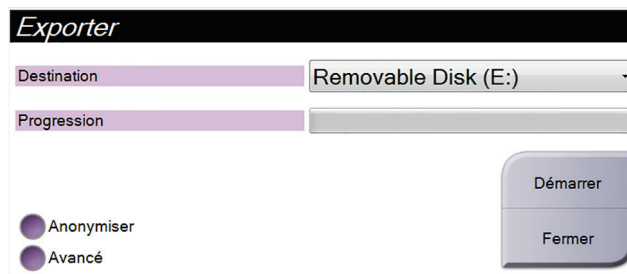 Exporter
Destination
Removable Disk (E:)
Progression
Démarrer
Anonymiser
Fermer
Avancé